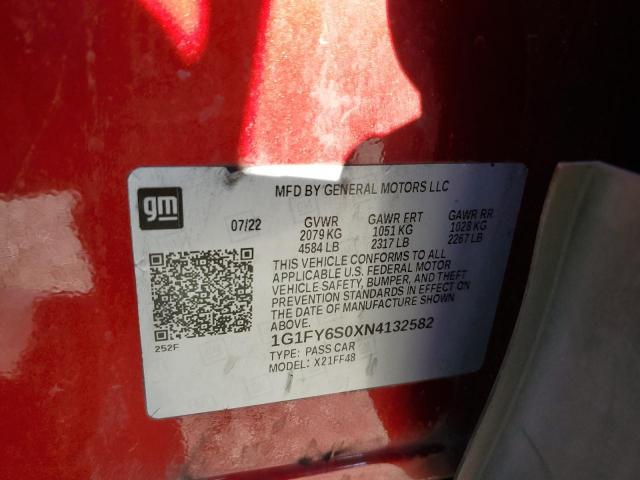 gm
MFD BY GENERAL MOTORS LLC
07/22 GVWR GAWR FRT GAWR RR
2079 KG 1051 KG 1028 KG
4584 LB 2317 LB 2267 LB
THIS VEHICLE CONFORMS TO ALL
APPLICABLE U.S. FEDERAL MOTOR
VEHICLE SAFETY, BUMPER, AND THEFT
PREVENTION STANDARDS IN EFFECT ON
THE DATE OF MANUFACTURE SHOWN
ABOVE.
1G1FY6S0XN4132582
252F
TYPE: PASS CAR
MODEL: X21FF48